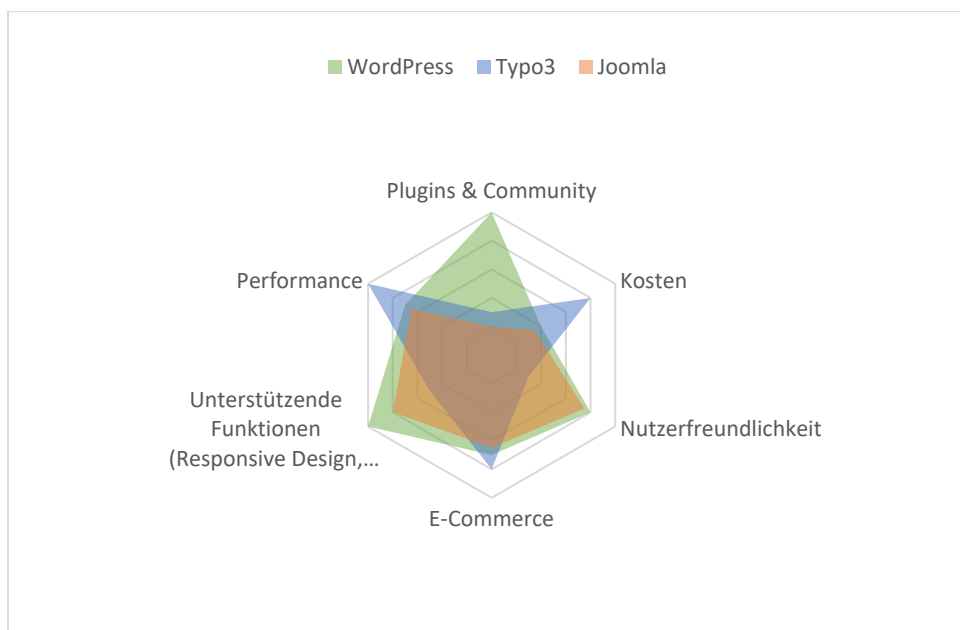 WordPress Typo3 Joomla
Plugins & Community
Performance
Kosten
Unterstützende
Funktionen
(Responsive Design,...
Nutzerfreundlichkeit
E-Commerce